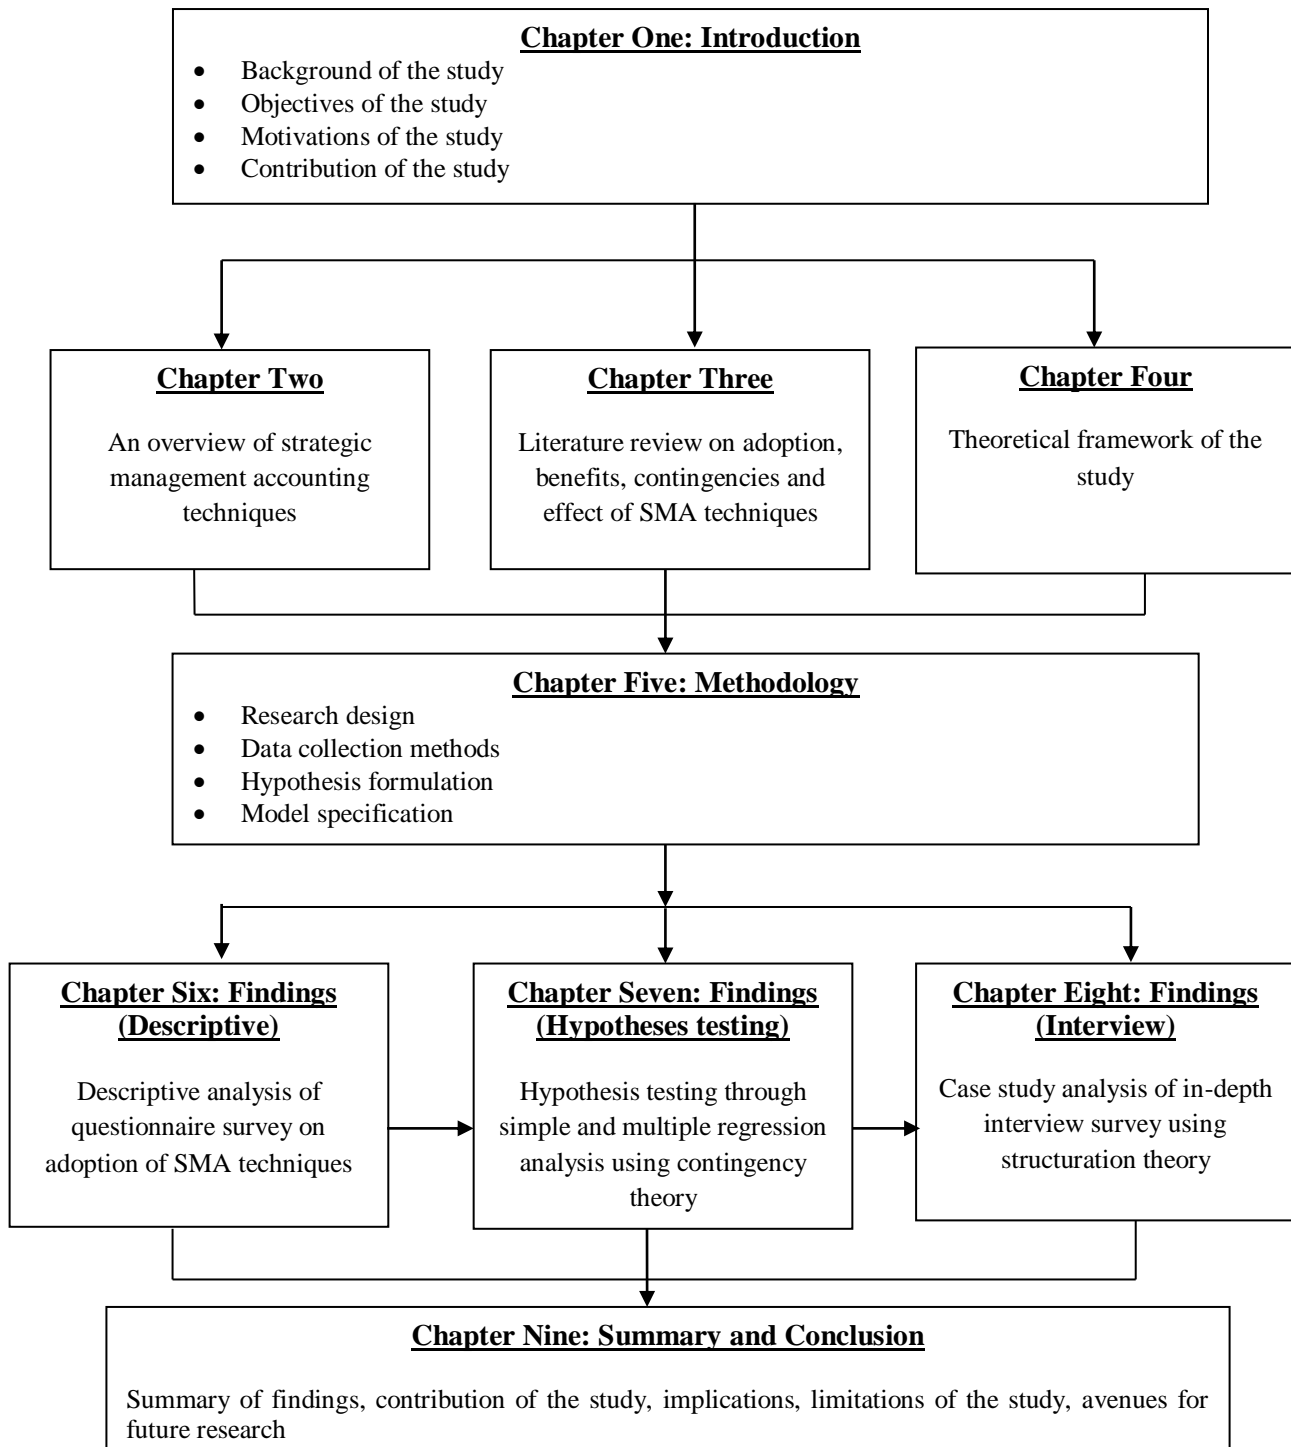 Chapter One: Introduction
• Background of the study
• Objectives of the study
• Motivations of the study
• Contribution of the study
Chapter Two
An overview of strategic
management accounting
techniques
Chapter Three
Literature review on adoption,
benefits, contingencies and
effect of SMA techniques
Chapter Four
Theoretical framework of the
study
Chapter Five: Methodology
• Research design
• Data collection methods
• Hypothesis formulation
• Model specification
Chapter Six: Findings
(Descriptive)
Descriptive analysis of
questionnaire survey on
adoption of SMA techniques
Chapter Seven: Findings
(Hypotheses testing)
Hypothesis testing through
simple and multiple regression
analysis using contingency
theory
Chapter Eight: Findings
(Interview)
Case study analysis of in-depth
interview survey using
structuration theory
Chapter Nine: Summary and Conclusion
Summary of findings, contribution of the study, implications, limitations of the study, avenues for
future research